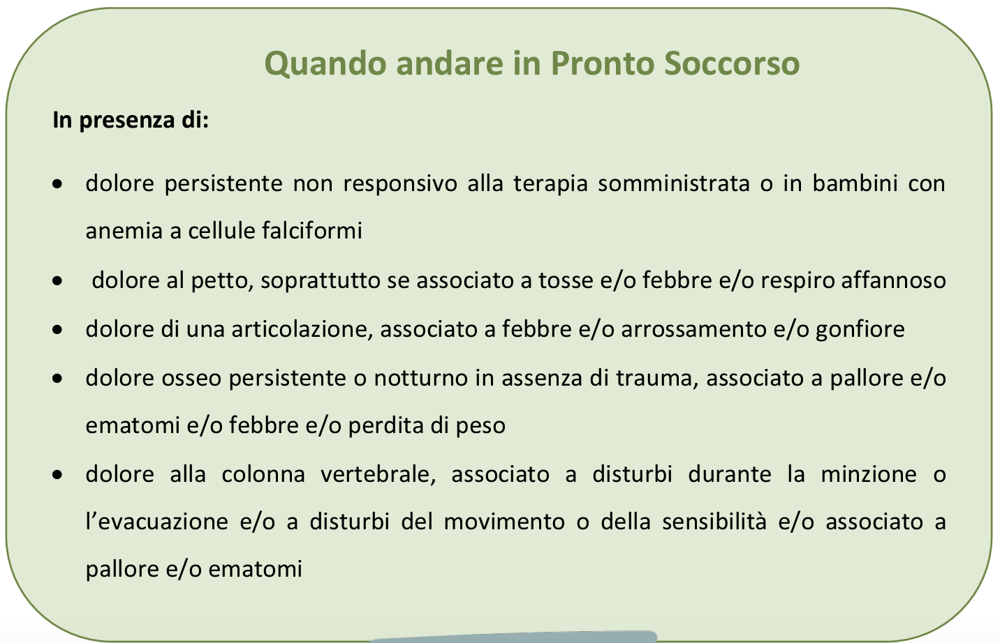 Quando andare in Pronto Soccorso
In presenza di:
• dolore persistente non responsivo alla terapia somministrata o in bambini con
anemia a cellule falciformi
• dolore al petto, soprattutto se associato a tosse e/o febbre e/o respiro affannoso
• dolore di una articolazione, associato a febbre e/o arrossamento e/o gonfiore
• dolore osseo persistente o notturno in assenza di trauma, associato a pallore e/o
ematomi e/o febbre e/o perdita di peso
• dolore alla colonna vertebrale, associato a disturbi durante la minzione o
l’evacuazione e/o a disturbi del movimento o della sensibilità e/o associato a
pallore e/o ematomi